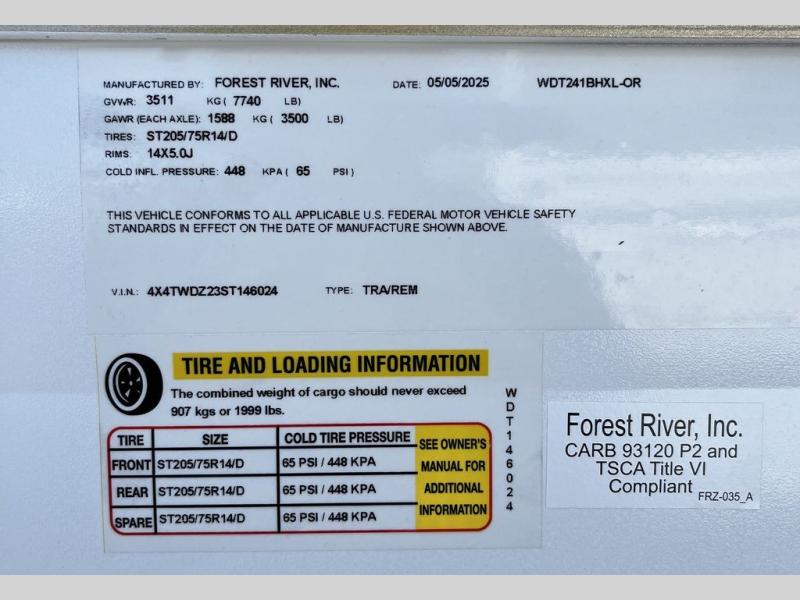 MANUFACTURED BY: FOREST RIVER, INC. DATE: 05/05/2025 WDT241BHXL-OR
GVWR: 3511 KG ( 7740 LB)
GAWR (EACH AXLE): 1588 KG ( 3500 LB)
TIRES: ST205/75R14/D
RIMS: 14X5.0J
COLD INFL. PRESSURE: 448 KPA ( 65 PSI )
THIS VEHICLE CONFORMS TO ALL APPLICABLE U.S. FEDERAL MOTOR VEHICLE SAFETY
STANDARDS IN EFFECT ON THE DATE OF MANUFACTURE SHOWN ABOVE.
V.I.N.: 4X4TWDZ23ST146024 TYPE: TRA/REM
TIRE AND LOADING INFORMATION
The combined weight of cargo should never exceed
907 kgs or 1999 lbs.
TIRE SIZE COLD TIRE PRESSURE
FRONT ST205/75R14/D 65 PSI / 448 KPA
REAR ST205/75R14/D 65 PSI / 448 KPA
SPARE ST205/75R14/D 65 PSI / 448 KPA
SEE OWNER'S
MANUAL FOR
ADDITIONAL
INFORMATION
WDT146024
Forest River, Inc.
CARB 93120 P2 and
TSCA Title VI
Compliant FRZ-035_A